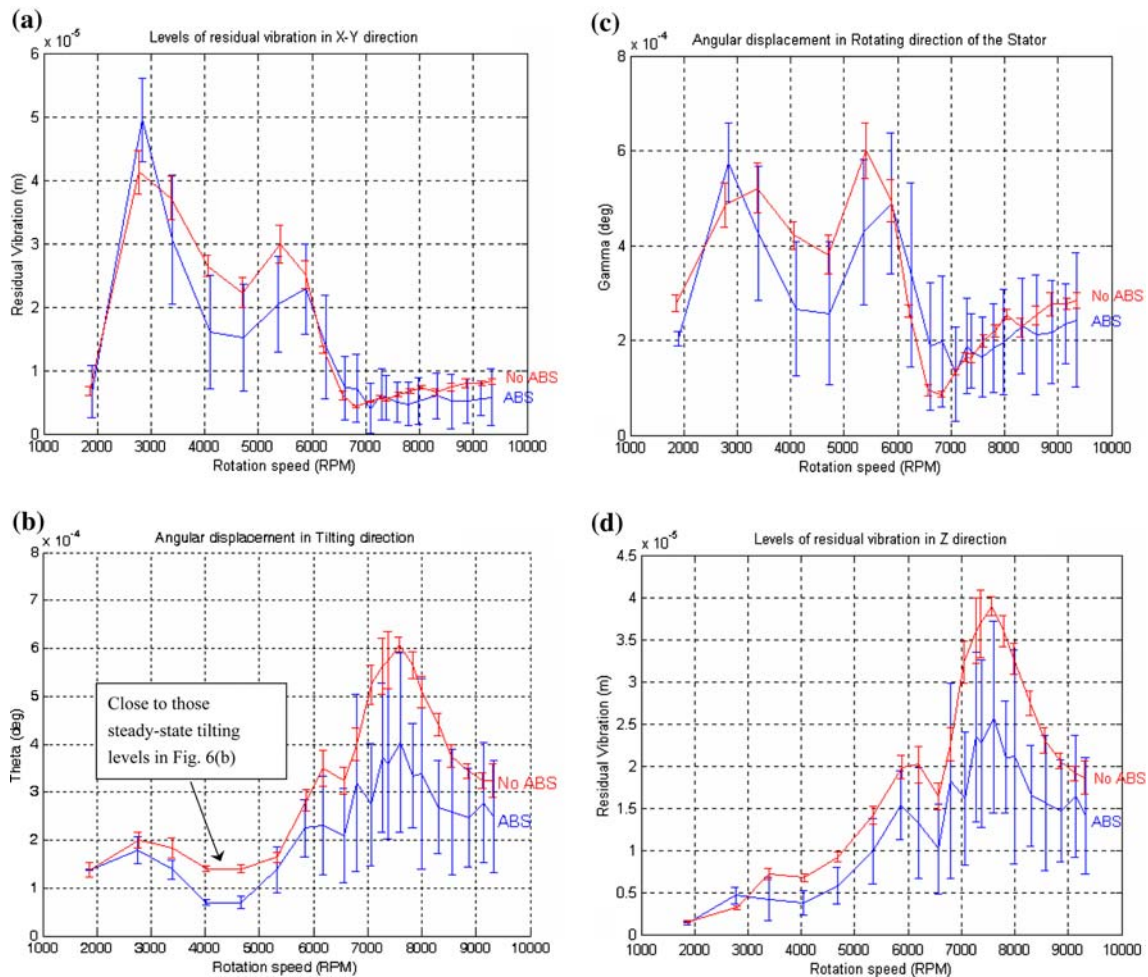 (a)
Levels of residual vibration in X-Y direction
x 10⁻⁵
6
5
4
3
2
1
0
Residual Vibration (m)
No ABS
ABS
1000 2000 3000 4000 5000 6000 7000 8000 9000 10000
Rotation speed (RPM)
(c)
Angular displacement in Rotating direction of the Stator
x 10⁻⁴
8
6
4
2
0
Gamma (deg)
No ABS
ABS
1000 2000 3000 4000 5000 6000 7000 8000 9000 10000
Rotation speed (RPM)
(b)
Angular displacement in Tilting direction
x 10⁻⁴
8
7
6
5
4
3
2
1
0
Theta (deg)
Close to those
steady-state tilting
levels in Fig. 6(b)
No ABS
ABS
1000 2000 3000 4000 5000 6000 7000 8000 9000 10000
Rotation speed (RPM)
(d)
Levels of residual vibration in Z direction
x 10⁻⁵
4.5
4
3.5
3
2.5
2
1.5
1
0.5
0
Residual Vibration (m)
No ABS
ABS
1000 2000 3000 4000 5000 6000 7000 8000 9000 10000
Rotation speed (RPM)